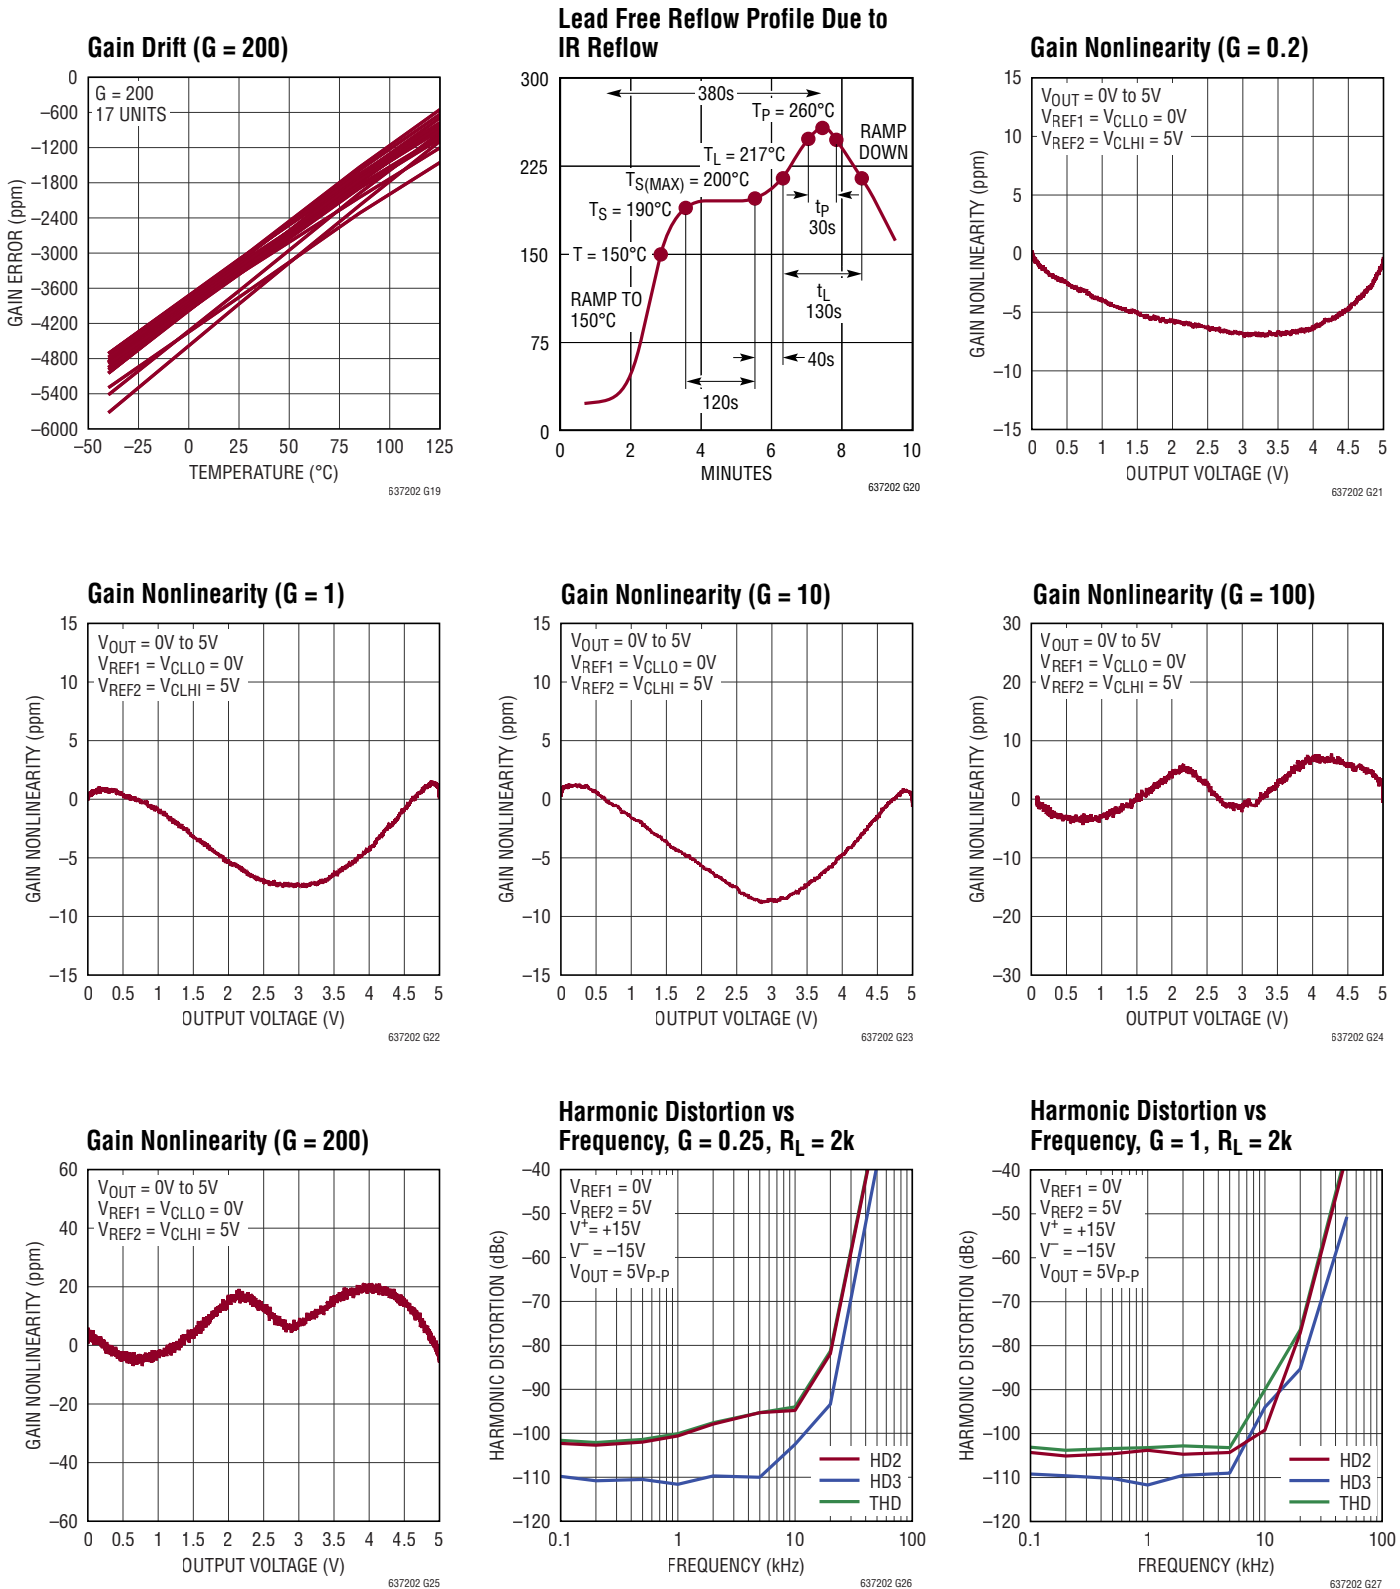 Gain Drift (G = 200)
0
–600
–1200
–1800
–2400
–3000
–3600
–4200
–4800
–5400
–6000
GAIN ERROR (ppm)
G = 200
17 UNITS
–50 –25 0 25 50 75 100 125
TEMPERATURE (°C)
637202 G19
Lead Free Reflow Profile Due to
IR Reflow
300
225
150
75
0
380s
TP = 260°C
RAMP
DOWN
TL = 217°C
TS(MAX) = 200°C
TS = 190°C
tP
30s
T = 150°C
tL
130s
RAMP TO
150°C
40s
120s
0 2 4 6 8 10
MINUTES
637202 G20
Gain Nonlinearity (G = 0.2)
15
10
5
0
–5
–10
–15
GAIN NONLINEARITY (ppm)
VOUT = 0V to 5V
VREF1 = VCLLO = 0V
VREF2 = VCLHI = 5V
0 0.5 1 1.5 2 2.5 3 3.5 4 4.5 5
OUTPUT VOLTAGE (V)
637202 G21
Gain Nonlinearity (G = 1)
15
10
5
0
–5
–10
–15
GAIN NONLINEARITY (ppm)
VOUT = 0V to 5V
VREF1 = VCLLO = 0V
VREF2 = VCLHI = 5V
0 0.5 1 1.5 2 2.5 3 3.5 4 4.5 5
OUTPUT VOLTAGE (V)
637202 G22
Gain Nonlinearity (G = 10)
15
10
5
0
–5
–10
–15
GAIN NONLINEARITY (ppm)
VOUT = 0V to 5V
VREF1 = VCLLO = 0V
VREF2 = VCLHI = 5V
0 0.5 1 1.5 2 2.5 3 3.5 4 4.5 5
OUTPUT VOLTAGE (V)
637202 G23
Gain Nonlinearity (G = 100)
30
20
10
0
–10
–20
–30
GAIN NONLINEARITY (ppm)
VOUT = 0V to 5V
VREF1 = VCLLO = 0V
VREF2 = VCLHI = 5V
0 0.5 1 1.5 2 2.5 3 3.5 4 4.5 5
OUTPUT VOLTAGE (V)
637202 G24
Gain Nonlinearity (G = 200)
60
40
20
0
–20
–40
–60
GAIN NONLINEARITY (ppm)
VOUT = 0V to 5V
VREF1 = VCLLO = 0V
VREF2 = VCLHI = 5V
0 0.5 1 1.5 2 2.5 3 3.5 4 4.5 5
OUTPUT VOLTAGE (V)
637202 G25
Harmonic Distortion vs
Frequency, G = 0.25, RL = 2k
–40
–50
–60
–70
–80
–90
–100
–110
–120
HARMONIC DISTORTION (dBc)
VREF1 = 0V
VREF2 = 5V
V+ = +15V
V– = –15V
VOUT = 5VP-P
HD2
HD3
THD
0.1 1 10 100
FREQUENCY (kHz)
637202 G26
Harmonic Distortion vs
Frequency, G = 1, RL = 2k
–40
–50
–60
–70
–80
–90
–100
–110
–120
HARMONIC DISTORTION (dBc)
VREF1 = 0V
VREF2 = 5V
V+ = +15V
V– = –15V
VOUT = 5VP-P
HD2
HD3
THD
0.1 1 10 100
FREQUENCY (kHz)
637202 G27